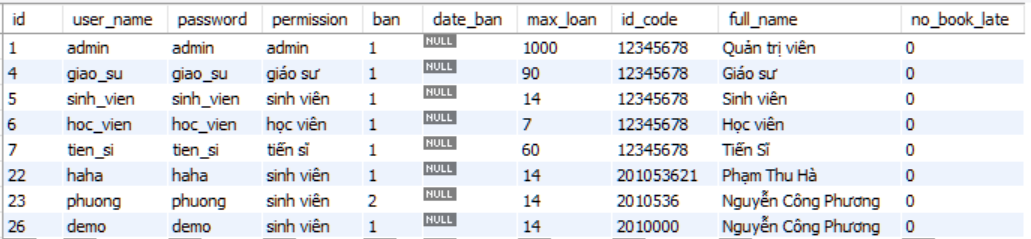 id user_name password permission ban date_ban max_loan id_code full_name no_book_late
1 admin admin admin 1 NULL 1000 12345678 Quản trị viên 0
4 giao_su giao_su giáo sư 1 NULL 90 12345678 Giáo sư 0
5 sinh_vien sinh_vien sinh viên 1 NULL 14 12345678 Sinh viên 0
6 hoc_vien hoc_vien học viên 1 NULL 7 12345678 Học viên 0
7 tien_si tien_si tiến sĩ 1 NULL 60 12345678 Tiến Sĩ 0
22 haha haha sinh viên 1 NULL 14 201053621 Phạm Thu Hà 0
23 phuong phuong sinh viên 2 NULL 14 2010536 Nguyễn Công Phương 0
26 demo demo sinh viên 1 NULL 14 2010000 Nguyễn Công Phương 0